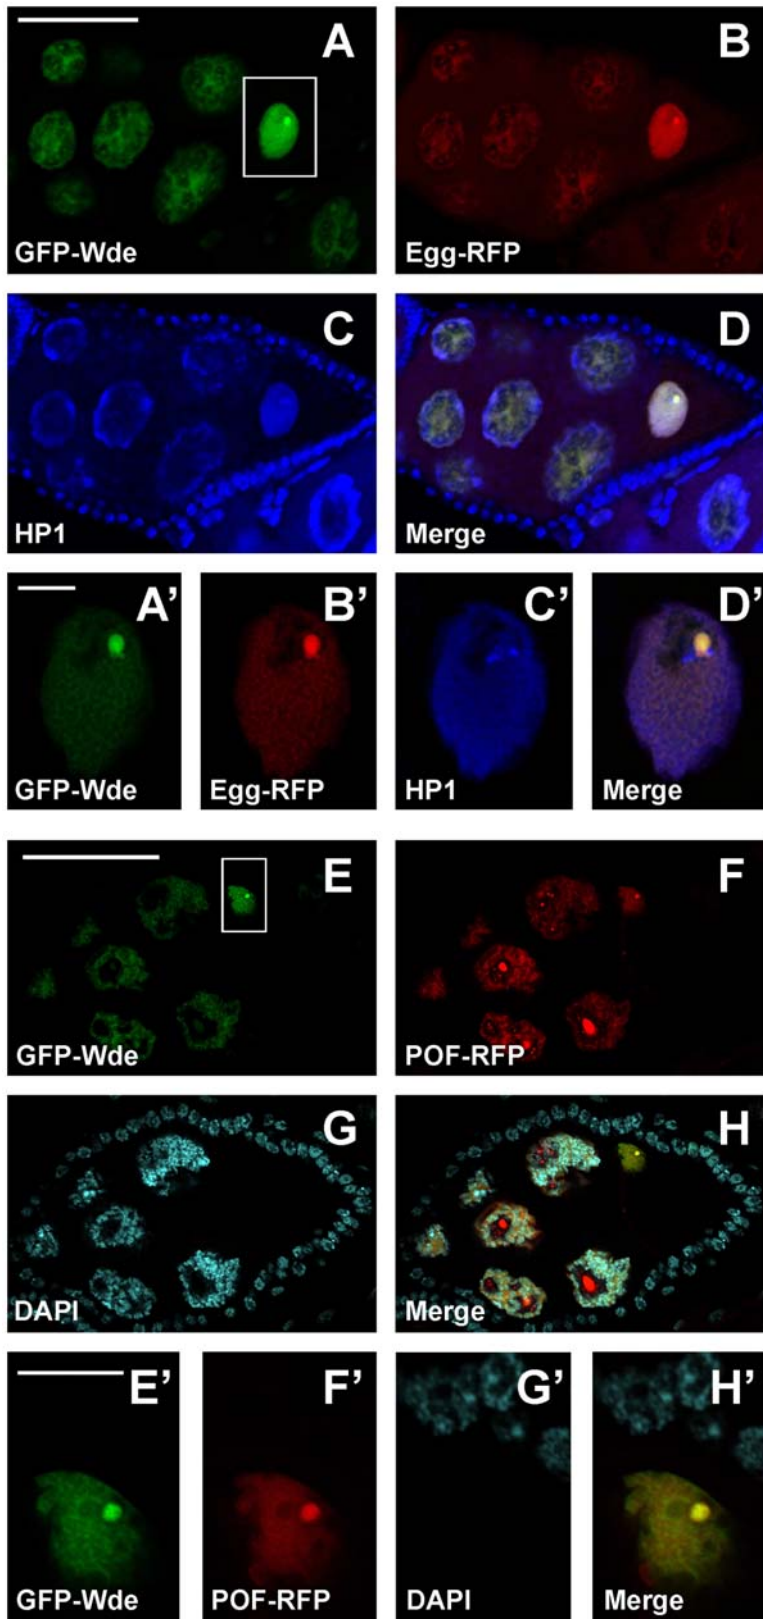 A
GFP-Wde
B
Egg-RFP
C
HP1
D
Merge
A’
GFP-Wde
B’
Egg-RFP
C’
HP1
D’
Merge
E
GFP-Wde
F
POF-RFP
G
DAPI
H
Merge
E’
GFP-Wde
F’
POF-RFP
G’
DAPI
H’
Merge